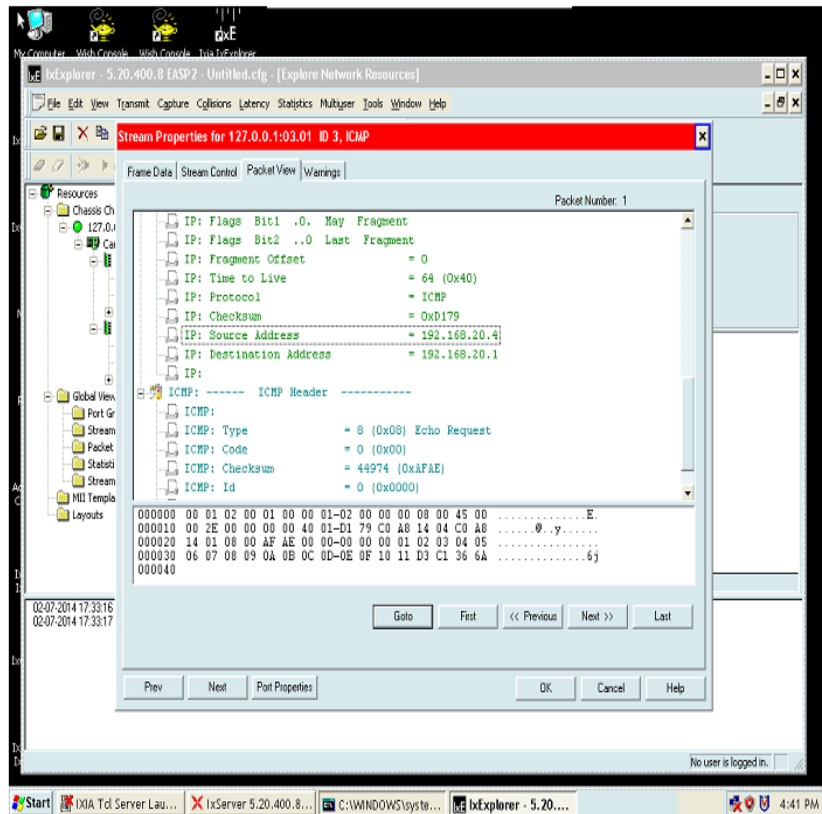 My Computer Wish Console Wish Console Ixia IxExplorer
IxExplorer - 5.20.400.8 EASP2 - Untitled.cfg - [Explore Network Resources]
File Edit View Transmit Capture Collisions Latency Statistics Multiuser Tools Window Help
Stream Properties for 127.0.0.1:03.01 ID 3, ICMP
Frame Data Stream Control Packet View Warnings
Packet Number: 1
Resources
Chassis Ch
127.0.
Ca
Global View
Port Gr
Stream
Packet
Statisti
Stream
MII Templa
Layouts
IP: Flags Bit1 .0. May Fragment
IP: Flags Bit2 ..0 Last Fragment
IP: Fragment Offset = 0
IP: Time to Live = 64 (0x40)
IP: Protocol = ICMP
IP: Checksum = 0xD179
IP: Source Address = 192.168.20.4
IP: Destination Address = 192.168.20.1
IP:
ICMP: ------ ICMP Header -----------
ICMP:
ICMP: Type = 8 (0x08) Echo Request
ICMP: Code = 0 (0x00)
ICMP: Checksum = 44974 (0xAFAE)
ICMP: Id = 0 (0x0000)
000000 00 01 02 00 01 00 00 01-02 00 00 00 08 00 45 00 ..............E.
000010 00 2E 00 00 00 00 40 01-D1 79 C0 A8 14 04 C0 A8 ......@..y......
000020 14 01 08 00 AF AE 00 00-00 00 00 01 02 03 04 05 ................
000030 06 07 08 09 0A 0B 0C 0D-0E 0F 10 11 D3 C1 36 6A ..............6j
000040
Goto First << Previous Next >> Last
Prev Next Port Properties OK Cancel Help
02-07-2014 17:33:16
02-07-2014 17:33:17
No user is logged in.
Start IXIA Tcl Server Lau... IxServer 5.20.400.8... C:\WINDOWS\syste... IxExplorer - 5.20.... 4:41 PM